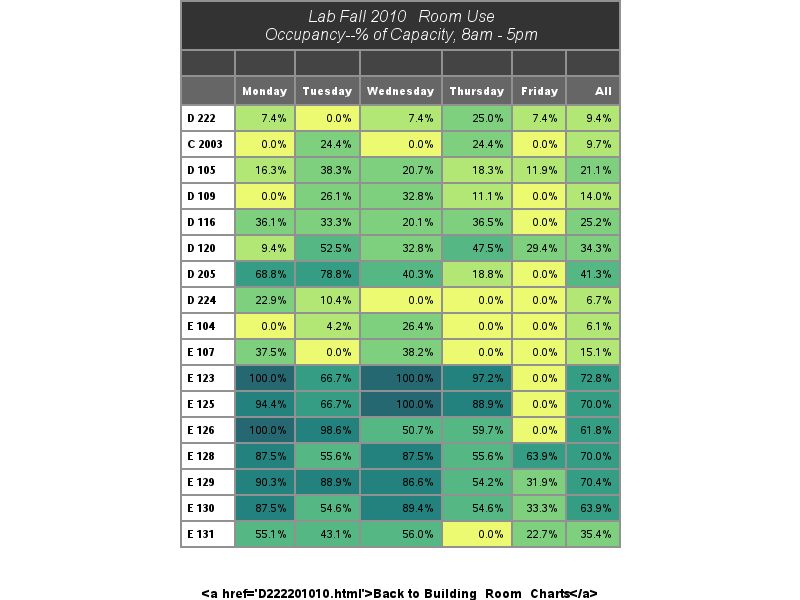 Lab Fall 2010 Room Use
Occupancy--% of Capacity, 8am - 5pm
Monday Tuesday Wednesday Thursday Friday All
D 222 7.4% 0.0% 7.4% 25.0% 7.4% 9.4%
C 2003 0.0% 24.4% 0.0% 24.4% 0.0% 9.7%
D 105 16.3% 38.3% 20.7% 18.3% 11.9% 21.1%
D 109 0.0% 26.1% 32.8% 11.1% 0.0% 14.0%
D 116 36.1% 33.3% 20.1% 36.5% 0.0% 25.2%
D 120 9.4% 52.5% 32.8% 47.5% 29.4% 34.3%
D 205 68.8% 78.8% 40.3% 18.8% 0.0% 41.3%
D 224 22.9% 10.4% 0.0% 0.0% 0.0% 6.7%
E 104 0.0% 4.2% 26.4% 0.0% 0.0% 6.1%
E 107 37.5% 0.0% 38.2% 0.0% 0.0% 15.1%
E 123 100.0% 66.7% 100.0% 97.2% 0.0% 72.8%
E 125 94.4% 66.7% 100.0% 88.9% 0.0% 70.0%
E 126 100.0% 98.6% 50.7% 59.7% 0.0% 61.8%
E 128 87.5% 55.6% 87.5% 55.6% 63.9% 70.0%
E 129 90.3% 88.9% 86.6% 54.2% 31.9% 70.4%
E 130 87.5% 54.6% 89.4% 54.6% 33.3% 63.9%
E 131 55.1% 43.1% 56.0% 0.0% 22.7% 35.4%
<a href='D222201010.html'>Back to Building_Room_Charts</a>